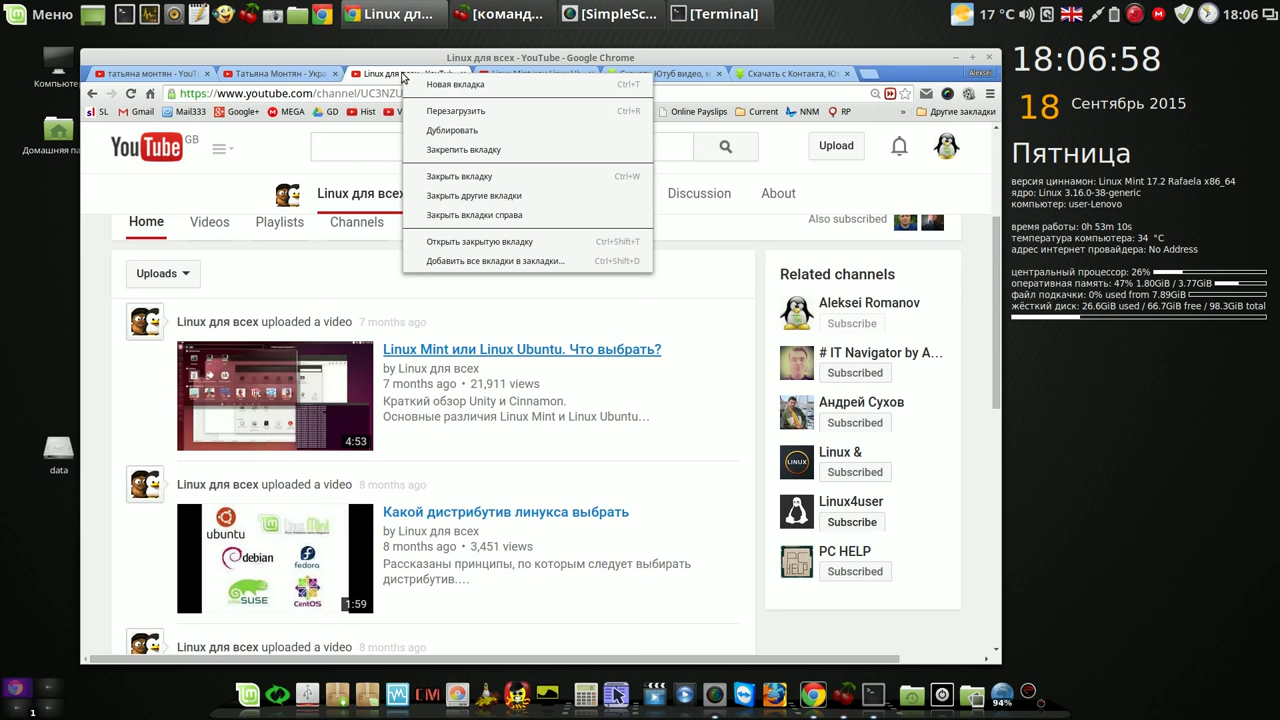 Меню
Linux дл...
[команд...
[SimpleSc...
[Terminal]
17 °C
18:06
Компьюте
Домашняя па
data
Linux для всех - YouTube - Google Chrome
татьяна монтян - YouT
Татьяна Монтян - Укра
Linux для
Скачать с Контакта, Ю
Aleksei
https://www.youtube.com/channel/UC3NZU
SL
Gmail
Mail333
Google+
MEGA
GD
Hist
V
Online Payslips
Current
NNM
RP
»
Другие закладки
Новая вкладка Ctrl+T
Перезагрузить Ctrl+R
Дублировать
Закрепить вкладку
Закрыть вкладку Ctrl+W
Закрыть другие вкладки
Закрыть вкладки справа
Открыть закрытую вкладку Ctrl+Shift+T
Добавить все вкладки в закладки... Ctrl+Shift+D
YouTube GB
Upload
Linux для всех
Discussion
About
Home
Videos
Playlists
Channels
Also subscribed
Uploads
Linux для всех uploaded a video 7 months ago
Linux Mint или Linux Ubuntu. Что выбрать?
by Linux для всех
7 months ago • 21,911 views
Краткий обзор Unity и Cinnamon.
Основные различия Linux Mint и Linux Ubuntu...
4:53
Linux для всех uploaded a video 8 months ago
Какой дистрибутив линукса выбрать
by Linux для всех
8 months ago • 3,451 views
Рассказаны принципы, по которым следует выбирать
дистрибутив....
ubuntu
Linux Mint
debian
fedora
openSUSE
CentOS
1:59
Linux для всех uploaded a video 8 months ago
Related channels
Aleksei Romanov
Subscribe
# IT Navigator by A...
Subscribed
Андрей Сухов
Subscribed
Linux &
Subscribed
LINUX
Linux4user
Subscribe
PC HELP
Subscribed
18:06:58
18 Сентябрь 2015
Пятница
версия циннамон: Linux Mint 17.2 Rafaela x86_64
ядро: Linux 3.16.0-38-generic
компьютер: user-Lenovo
время работы: 0h 53m 10s
температура компьютера: 34 °C
адрес интернет провайдера: No Address
центральный процессор: 26%
оперативная память: 47% 1.80GiB / 3.77GiB
файл подкачки: 0% used from 7.89GiB
жёсткий диск: 26.6GiB used / 66.7GiB free / 98.3GiB total
1
94%